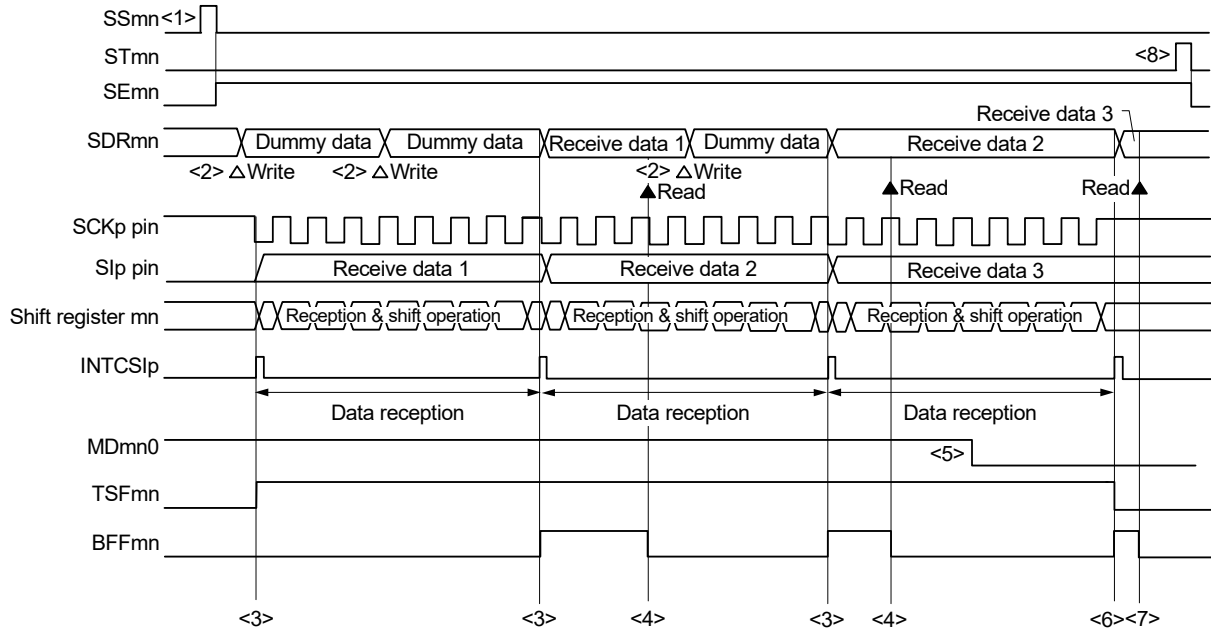 SSmn <1>
STmn <8>
SEmn
Receive data 3
SDRmn Dummy data Dummy data Receive data 1 Dummy data Receive data 2
<2> △Write <2> △Write <2> △Write
▲Read ▲Read Read▲
SCKp pin
SIp pin Receive data 1 Receive data 2 Receive data 3
Shift register mn Reception & shift operation Reception & shift operation Reception & shift operation
INTCSIp
Data reception Data reception Data reception
MDmn0 <5>
TSFmn
BFFmn
<3> <3> <4> <3> <4> <6> <7>